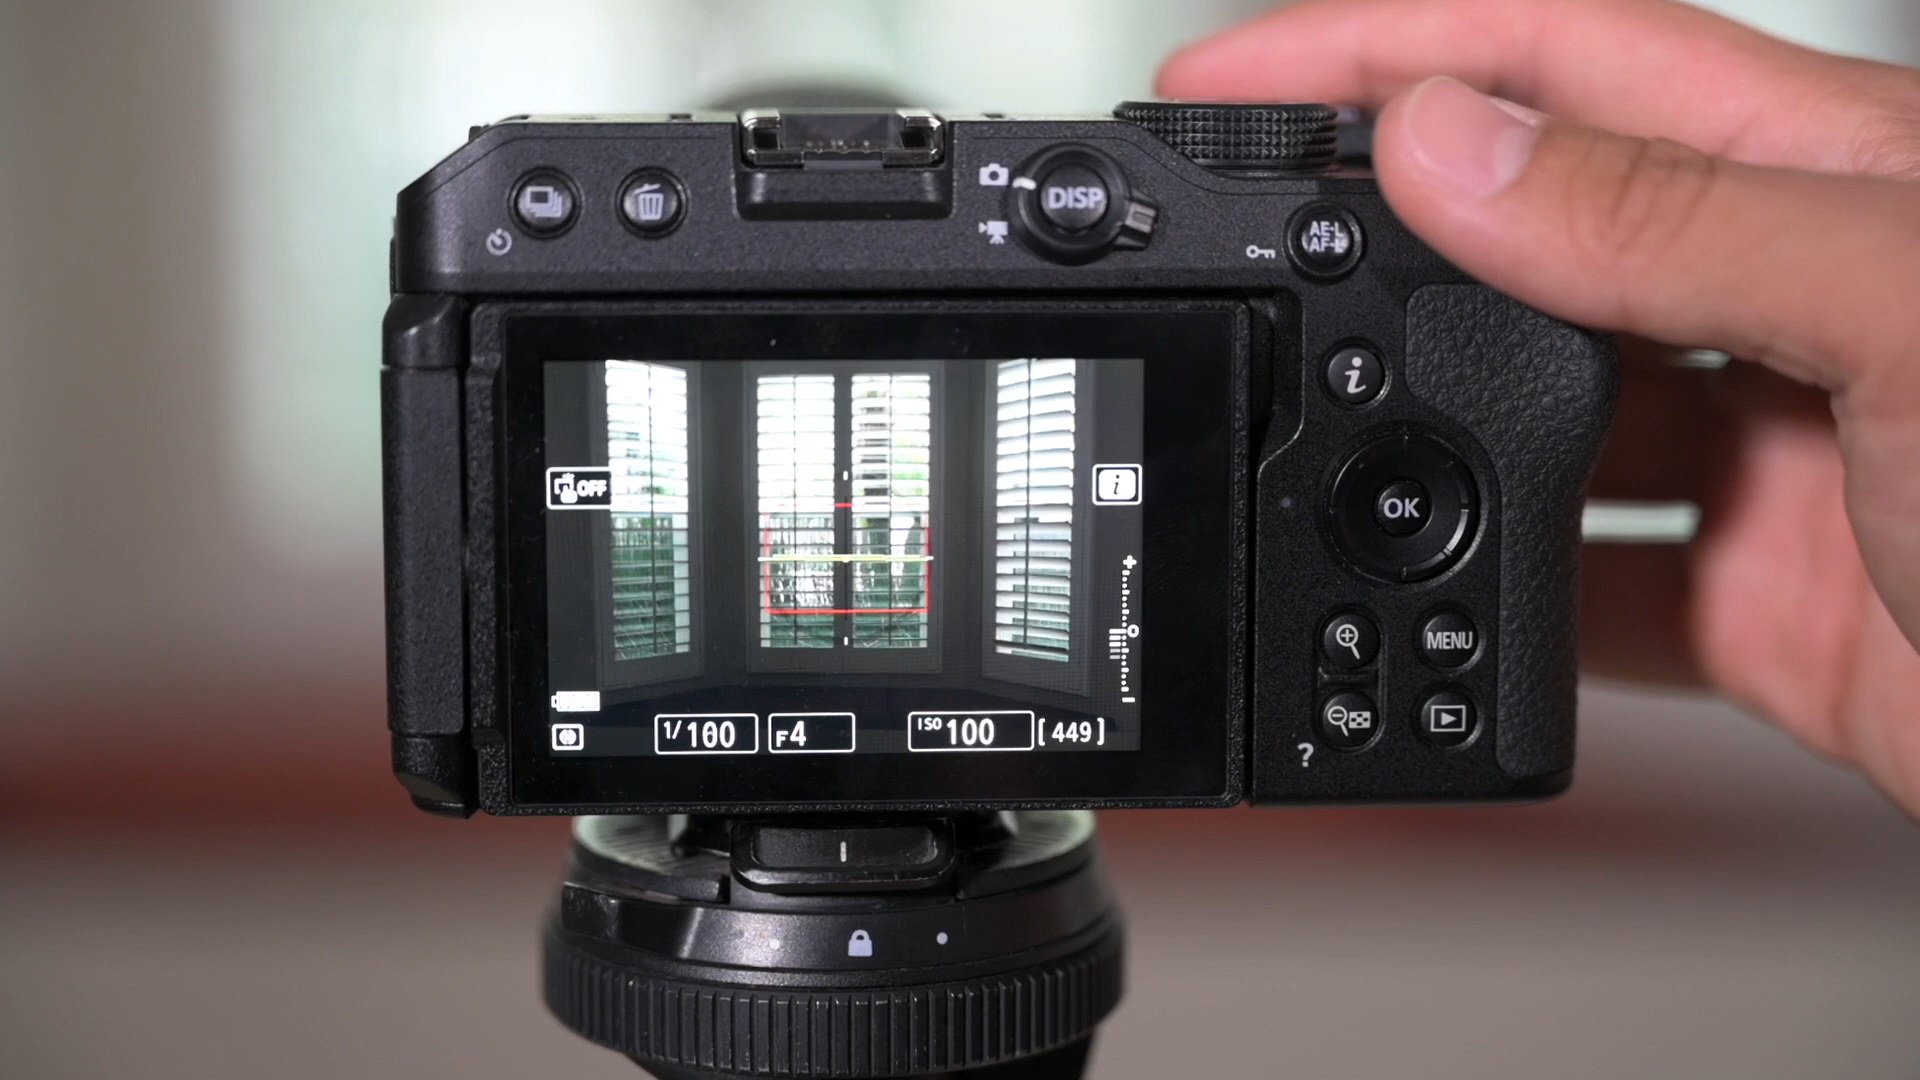 DISP
AE-L
AF-L
i
OFF
i
OK
MENU
1/100 F4 ISO 100 [449]
?